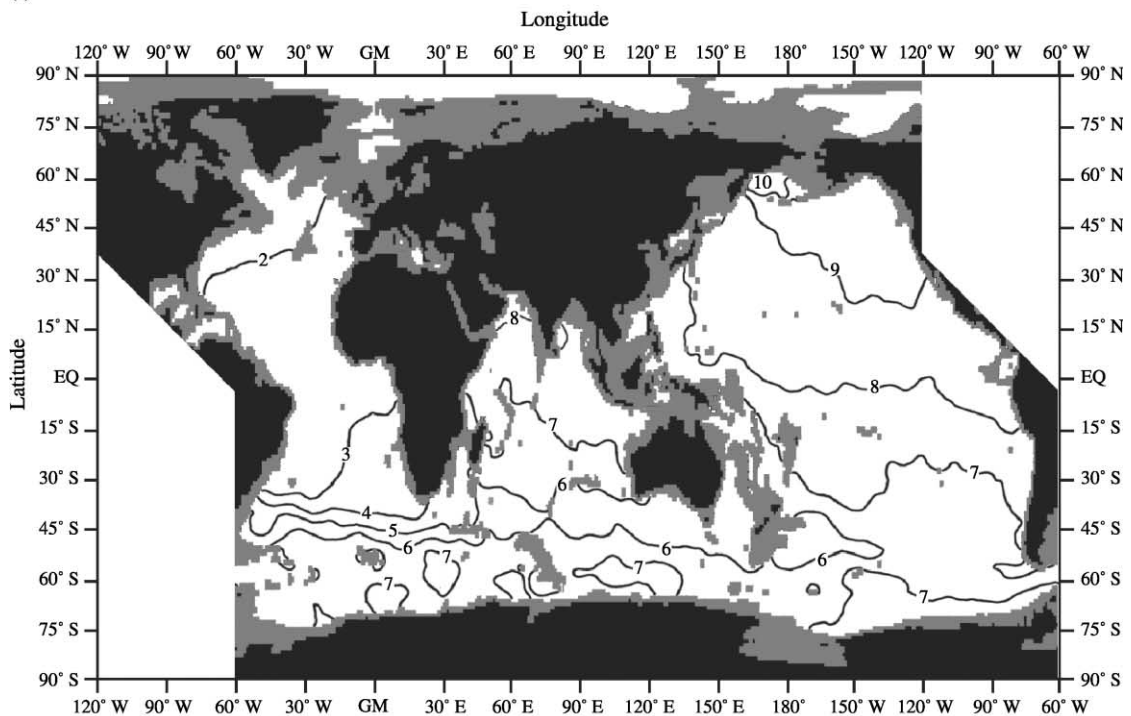 Longitude
120° W 90° W 60° W 30° W GM 30° E 60° E 90° E 120° E 150° E 180° 150° W 120° W 90° W 60° W
90° N 90° N
75° N 75° N
60° N 10 60° N
45° N 45° N
2 9
30° N 30° N
8
15° N 15° N
Latitude
EQ EQ
8
7
15° S 15° S
3
30° S 7 30° S
6
4
45° S 5 45° S
6 6 6
7 7
60° S 60° S
7 7
75° S 75° S
90° S 90° S
120° W 90° W 60° W 30° W GM 30° E 60° E 90° E 120° E 150° E 180° 150° W 120° W 90° W 60° W